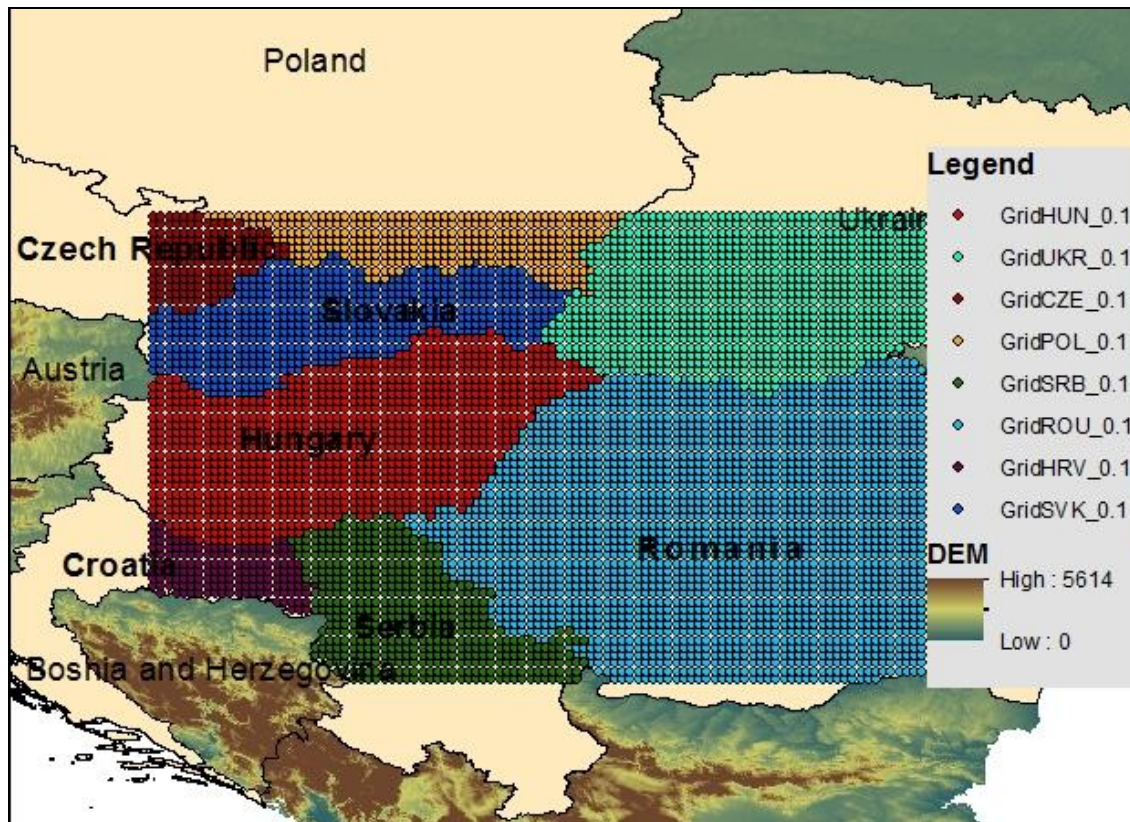 Poland
Czech Republic
Slovakia
Ukrair
Austria
Hungary
Croatia
Romania
Serbia
Boshia and Herzegovina
Legend
GridHUN_0.1
GridUKR_0.1
GridCZE_0.1
GridPOL_0.1
GridSRB_0.1
GridROU_0.1
GridHRV_0.1
GridSVK_0.1
DEM
High : 5614
Low : 0